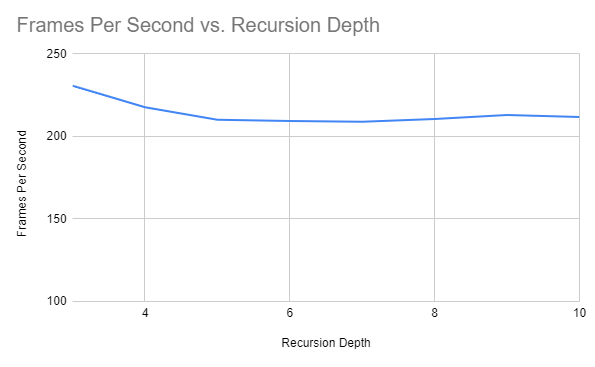 Frames Per Second vs. Recursion Depth
250
200
150
100
Frames Per Second
4 6 8 10
Recursion Depth